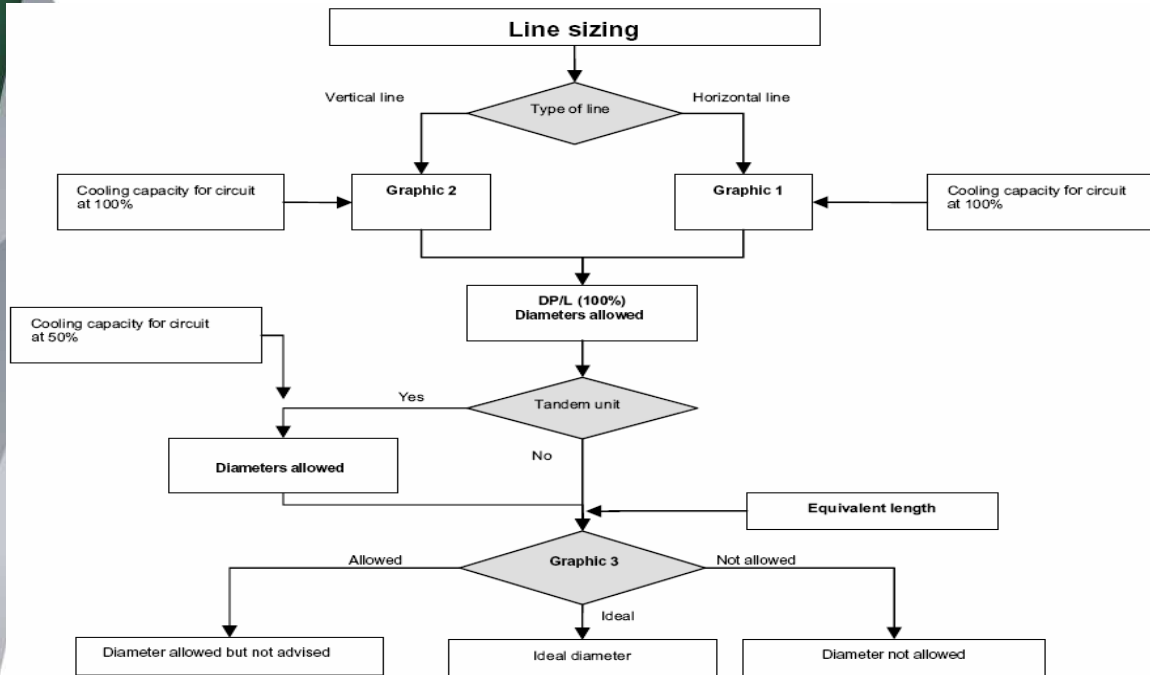 Line sizing
Type of line
Vertical line
Horizontal line
Cooling capacity for circuit
at 100%
Graphic 2
Graphic 1
Cooling capacity for circuit
at 100%
DP/L (100%)
Diameters allowed
Cooling capacity for circuit
at 50%
Yes
Tandem unit
Diameters allowed
No
Equivalent length
Allowed
Graphic 3
Not allowed
Ideal
Diameter allowed but not advised
Ideal diameter
Diameter not allowed